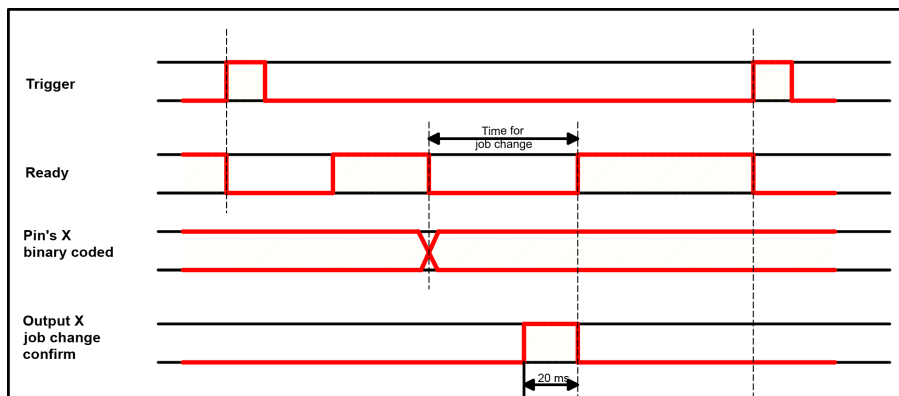 Trigger
Time for
job change
Ready
Pin's X
binary coded
Output X
job change
confirm
20 ms